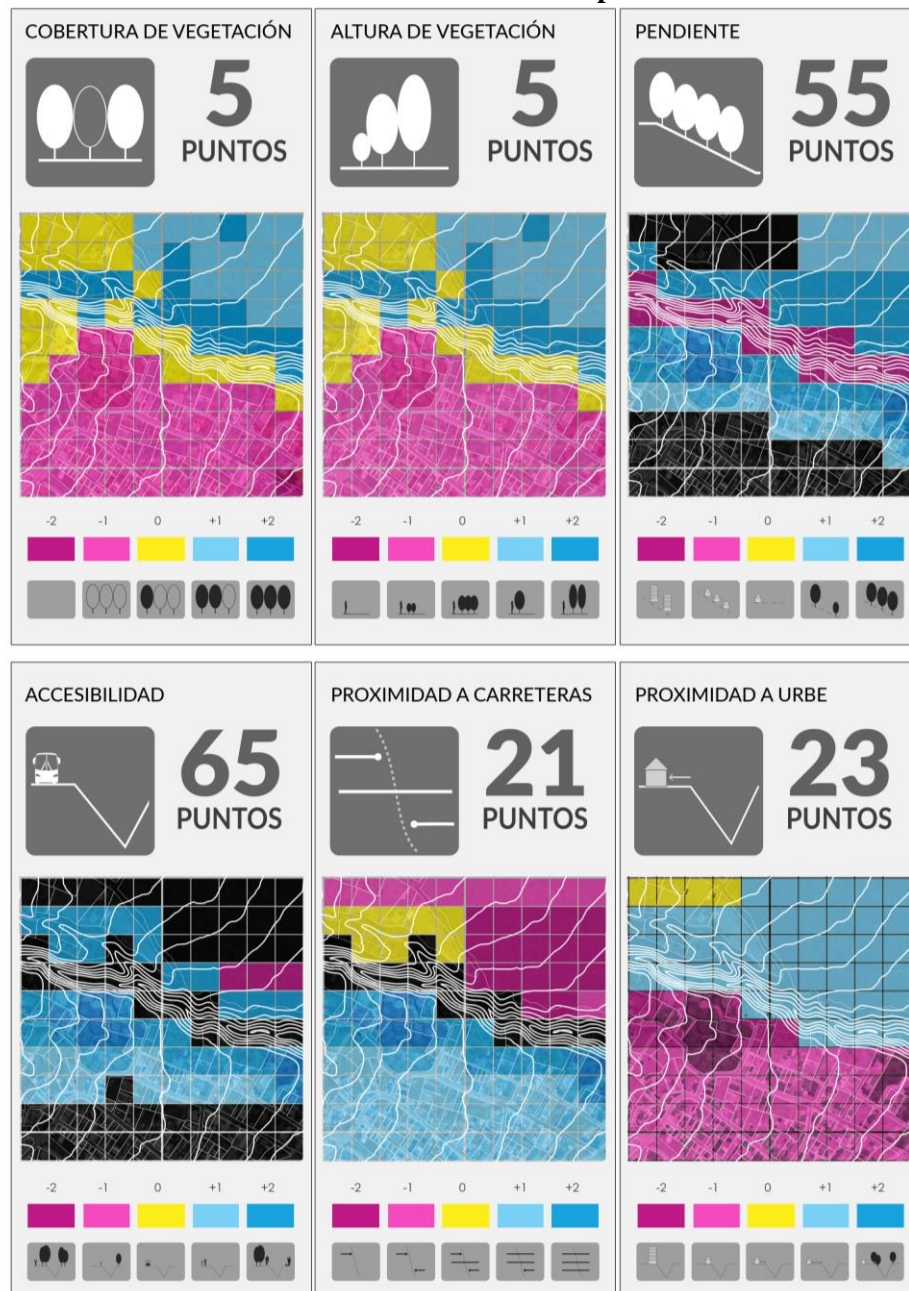 COBERTURA DE VEGETACIÓN
5
PUNTOS
-2 -1 0 +1 +2
ALTURA DE VEGETACIÓN
5
PUNTOS
-2 -1 0 +1 +2
PENDIENTE
55
PUNTOS
-2 -1 0 +1 +2
ACCESIBILIDAD
65
PUNTOS
-2 -1 0 +1 +2
PROXIMIDAD A CARRETERAS
21
PUNTOS
-2 -1 0 +1 +2
PROXIMIDAD A URBE
23
PUNTOS
-2 -1 0 +1 +2